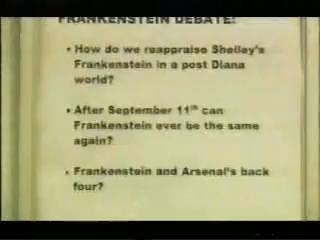 FRANKENSTEIN DEBATE!
• How do we reappraise Shelley's
Frankenstein in a post Diana
world?
• After September 11th can
Frankenstein ever be the same
again?
• Frankenstein and Arsenal's back
four?